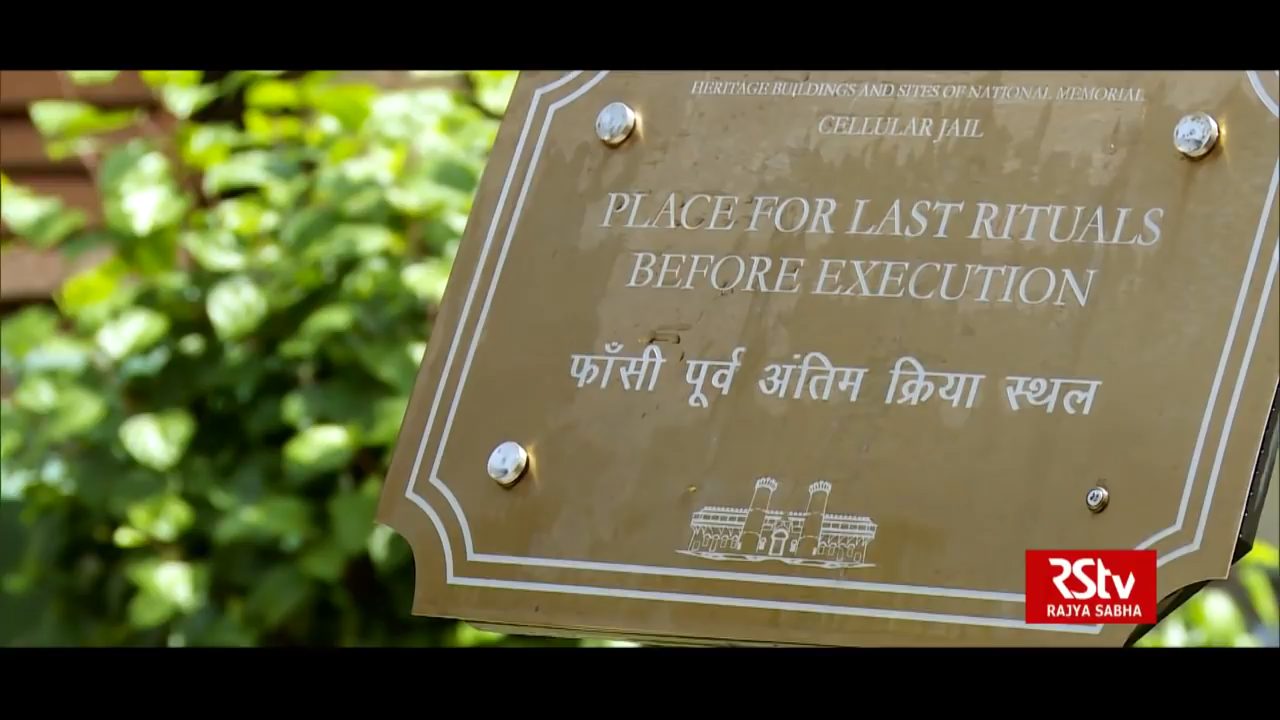 HERITAGE BUILDINGS AND SITES OF NATIONAL MEMORIAL
CELLULAR JAIL
PLACE FOR LAST RITUALS
BEFORE EXECUTION
फाँसी पूर्व अंतिम क्रिया स्थल
RSTV
RAJYA SABHA